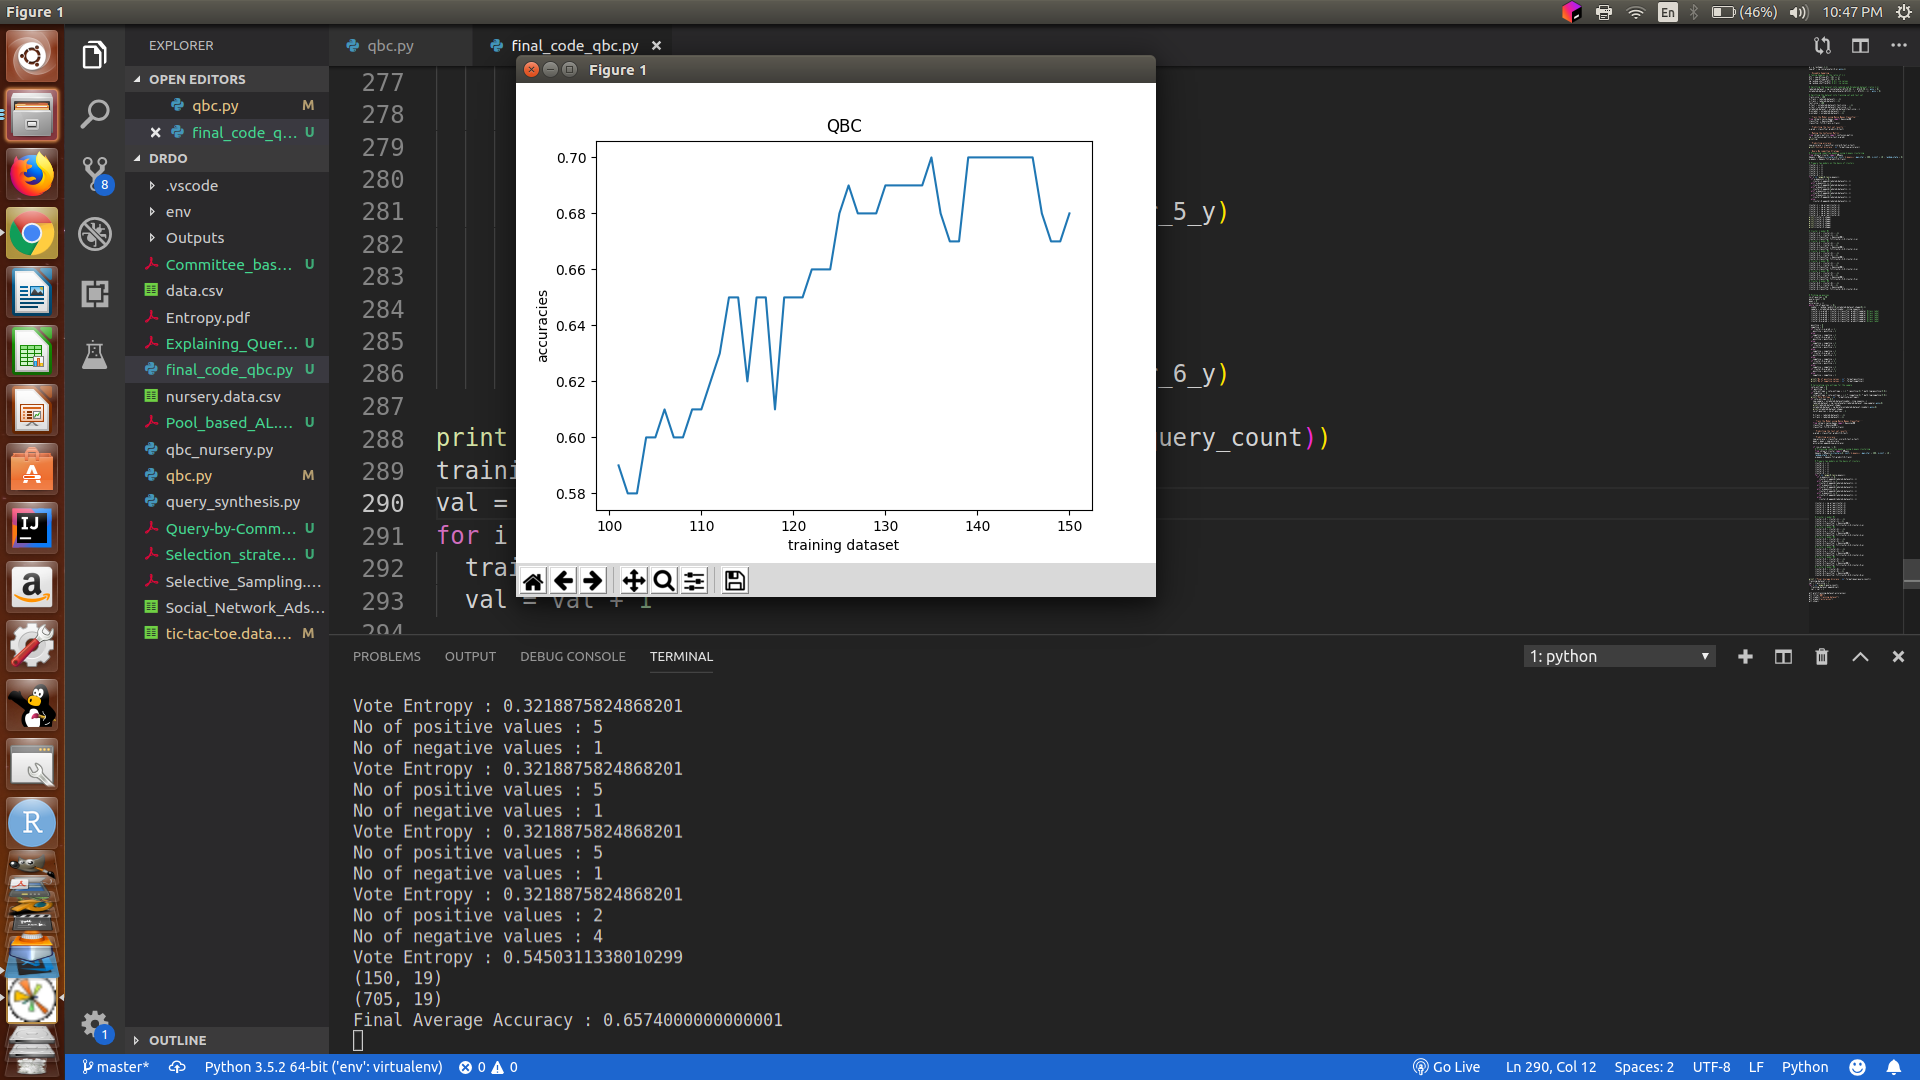 Figure 1
En
(46%)
10:47 PM
EXPLORER
OPEN EDITORS
qbc.py M
final_code_q... U
DRDO
.vscode
env
Outputs
Committee_bas... U
data.csv
Entropy.pdf
Explaining_Quer... U
final_code_qbc.py U
nursery.data.csv
Pool_based_AL.... U
qbc_nursery.py
qbc.py M
query_synthesis.py
Query-by-Comm... U
Selection_strate... U
Selective_Sampling....
Social_Network_Ads...
tic-tac-toe.data.... M
OUTLINE
8
1
qbc.py
final_code_qbc.py
277
278
279
280
281 r_5_y)
282
283
284
285
286 r_6_y)
287
288 print uery_count))
289 traini
290 val =
291 for i
292 trai
293 val = val + 1
294
Figure 1
QBC
0.70
0.68
0.66
0.64
0.62
0.60
0.58
accuracies
100 110 120 130 140 150
training dataset
PROBLEMS OUTPUT DEBUG CONSOLE TERMINAL
1: python
Vote Entropy : 0.3218875824868201
No of positive values : 5
No of negative values : 1
Vote Entropy : 0.3218875824868201
No of positive values : 5
No of negative values : 1
Vote Entropy : 0.3218875824868201
No of positive values : 5
No of negative values : 1
Vote Entropy : 0.3218875824868201
No of positive values : 2
No of negative values : 4
Vote Entropy : 0.5450311338010299
(150, 19)
(705, 19)
Final Average Accuracy : 0.6574000000000001
master* Python 3.5.2 64-bit ('env': virtualenv) 0 0 Go Live Ln 290, Col 12 Spaces: 2 UTF-8 LF Python